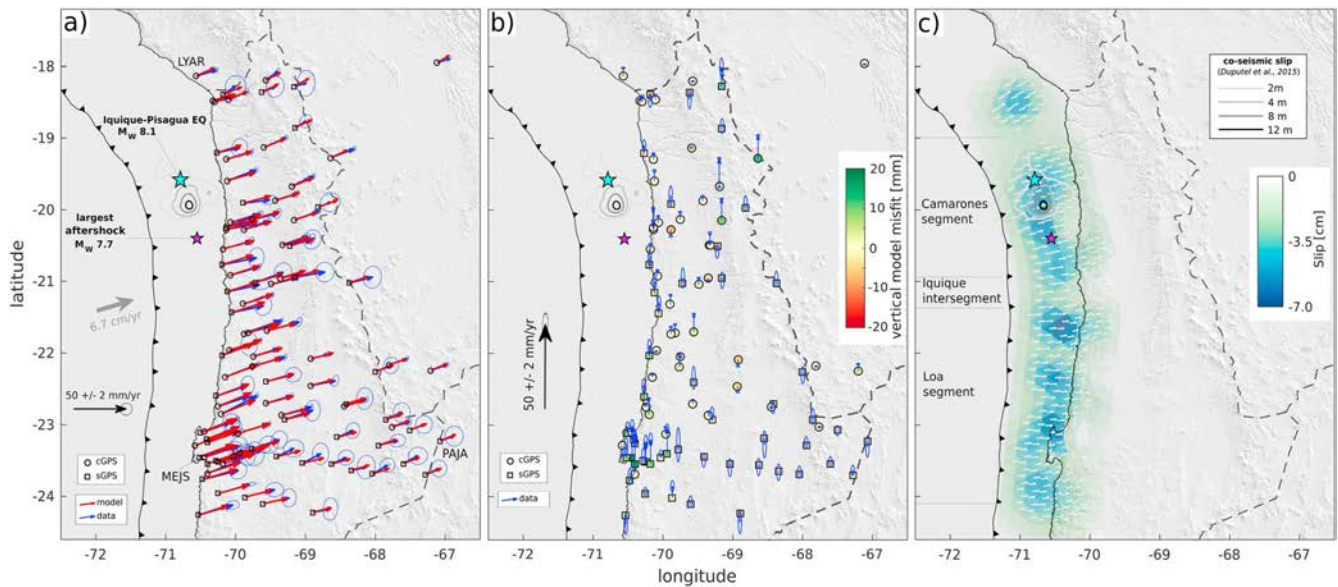 a)
LYAR
Iquique-Pisagua EQ
Mw 8.1
largest
aftershock
Mw 7.7
6.7 cm/yr
50 +/- 2 mm/yr
MEJS
PAJA
cGPS
sGPS
model
data
latitude
-18
-19
-20
-21
-22
-23
-24
-72
-71
-70
-69
-68
-67
b)
50 +/- 2 mm/yr
cGPS
sGPS
data
20
10
0
-10
-20
vertical model misfit [mm]
-72
-71
-70
-69
-68
-67
longitude
c)
co-seismic slip
(Duputel et al., 2015)
2m
4 m
8 m
12 m
0
-3.5
-7.0
Slip [cm]
Camarones
segment
Iquique
intersegment
Loa
segment
-72
-71
-70
-69
-68
-67